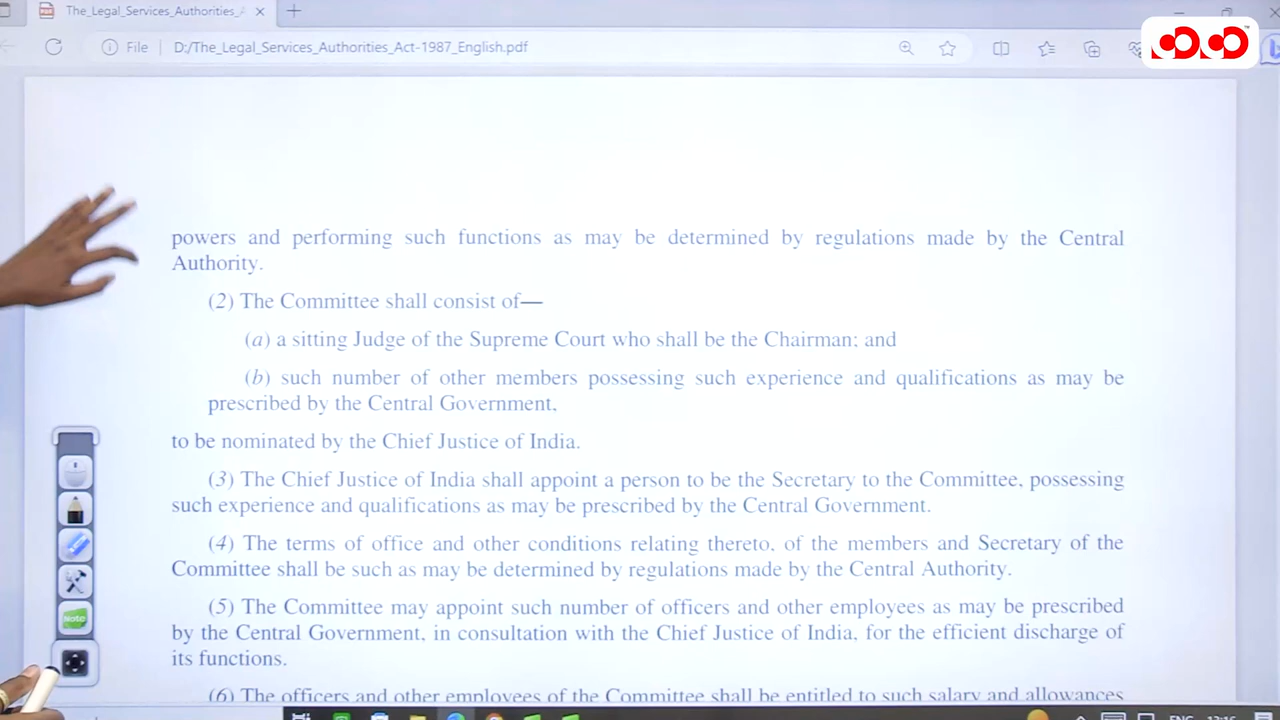 The_Legal_Services_Authorities_A
File | D:/The_Legal_Services_Authorities_Act-1987_English.pdf
powers and performing such functions as may be determined by regulations made by the Central
Authority.
(2) The Committee shall consist of—
(a) a sitting Judge of the Supreme Court who shall be the Chairman; and
(b) such number of other members possessing such experience and qualifications as may be
prescribed by the Central Government,
to be nominated by the Chief Justice of India.
(3) The Chief Justice of India shall appoint a person to be the Secretary to the Committee, possessing
such experience and qualifications as may be prescribed by the Central Government.
(4) The terms of office and other conditions relating thereto, of the members and Secretary of the
Committee shall be such as may be determined by regulations made by the Central Authority.
(5) The Committee may appoint such number of officers and other employees as may be prescribed
by the Central Government, in consultation with the Chief Justice of India, for the efficient discharge of
its functions.
(6) The officers and other employees of the Committee shall be entitled to such salary and allowances
Note